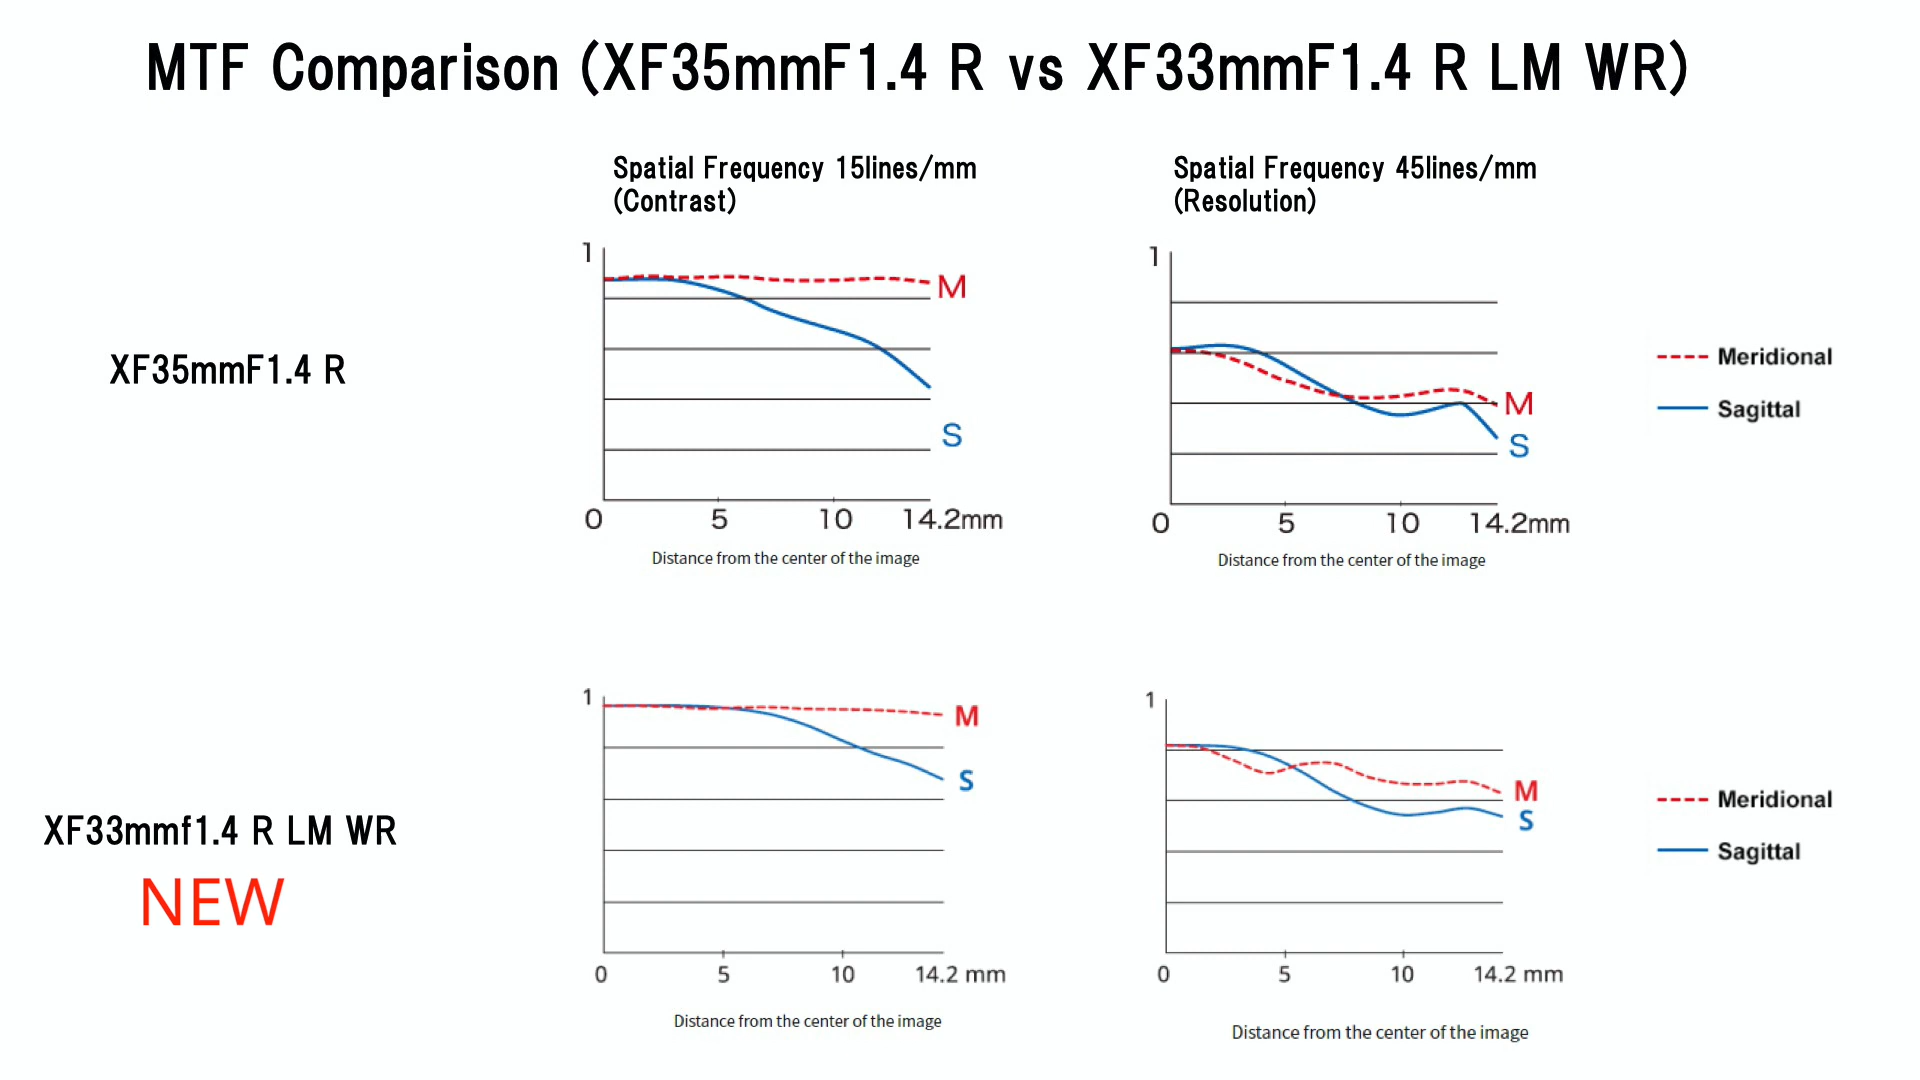 MTF Comparison (XF35mmF1.4 R vs XF33mmF1.4 R LM WR)
Spatial Frequency 15lines/mm
(Contrast)
Spatial Frequency 45lines/mm
(Resolution)
XF35mmF1.4 R
1
M
S
0 5 10 14.2mm
Distance from the center of the image
1
M
S
0 5 10 14.2mm
Distance from the center of the image
Meridional
Sagittal
XF33mmf1.4 R LM WR
NEW
1
M
S
0 5 10 14.2 mm
Distance from the center of the image
1
M
S
0 5 10 14.2 mm
Distance from the center of the image
Meridional
Sagittal